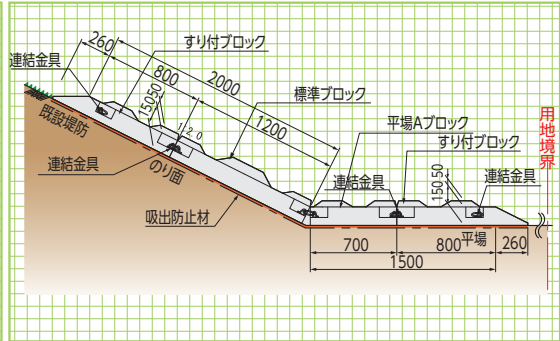 260
すり付ブロック
連結金具
800
2000
標準ブロック
15050
1200
1:2.0
平場Aブロック
すり付ブロック
用地境界
既設堤防
連結金具
のり面
連結金具
連結金具
15050
吸出防止材
平場
700
800
260
1500